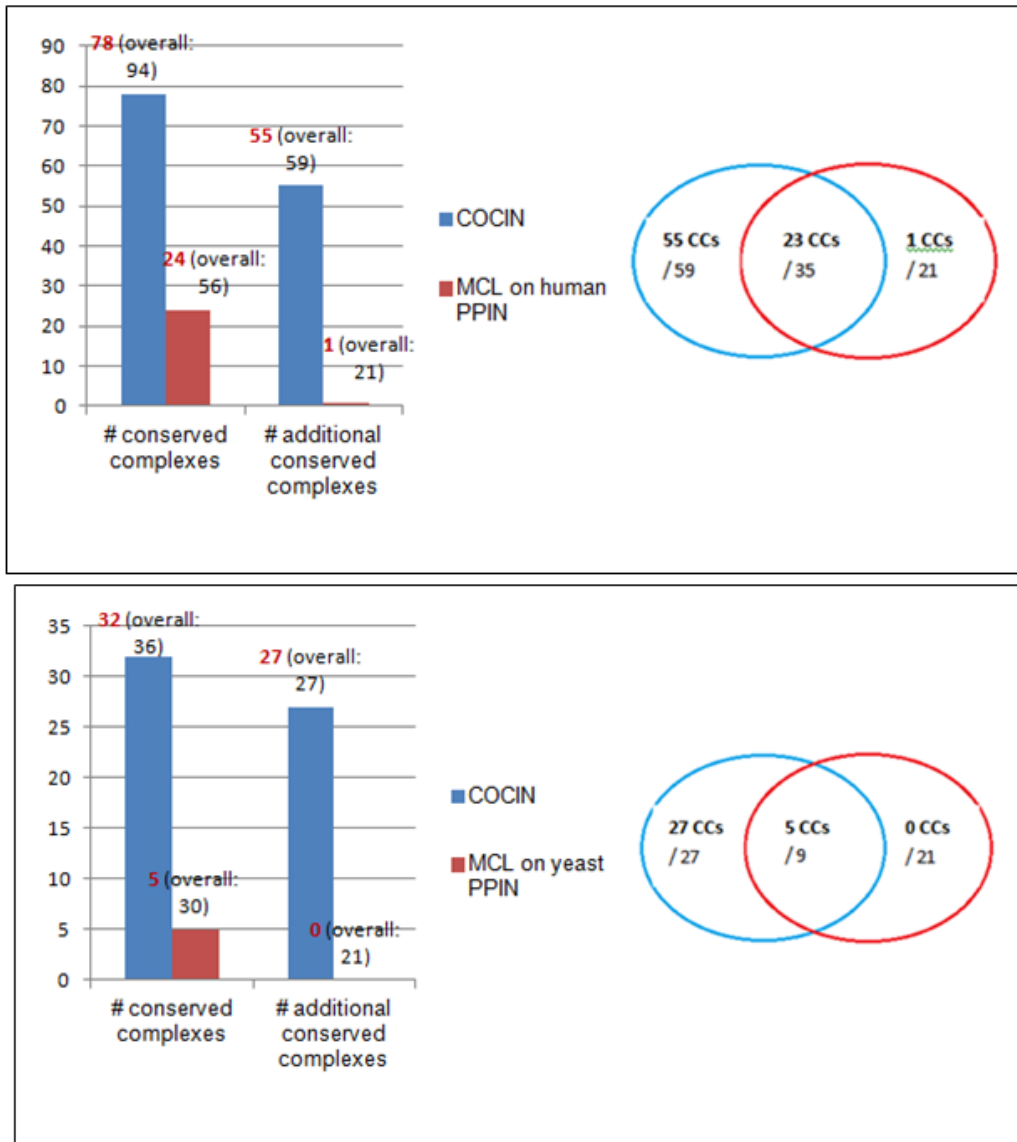 78 (overall:
94)
90
80
70
60
50
40
30
20
10
0
55 (overall:
59)
24 (overall:
56)
1 (overall:
21)
# conserved
complexes
# additional
conserved
complexes
COCIN
MCL on human
PPIN
55 CCs
/ 59
23 CCs
/ 35
1 CCs
/ 21
32 (overall:
36)
35
30
25
20
15
10
5
0
27 (overall:
27)
5 (overall:
30)
0 (overall:
21)
# conserved
complexes
# additional
conserved
complexes
COCIN
MCL on yeast
PPIN
27 CCs
/ 27
5 CCs
/ 9
0 CCs
/ 21